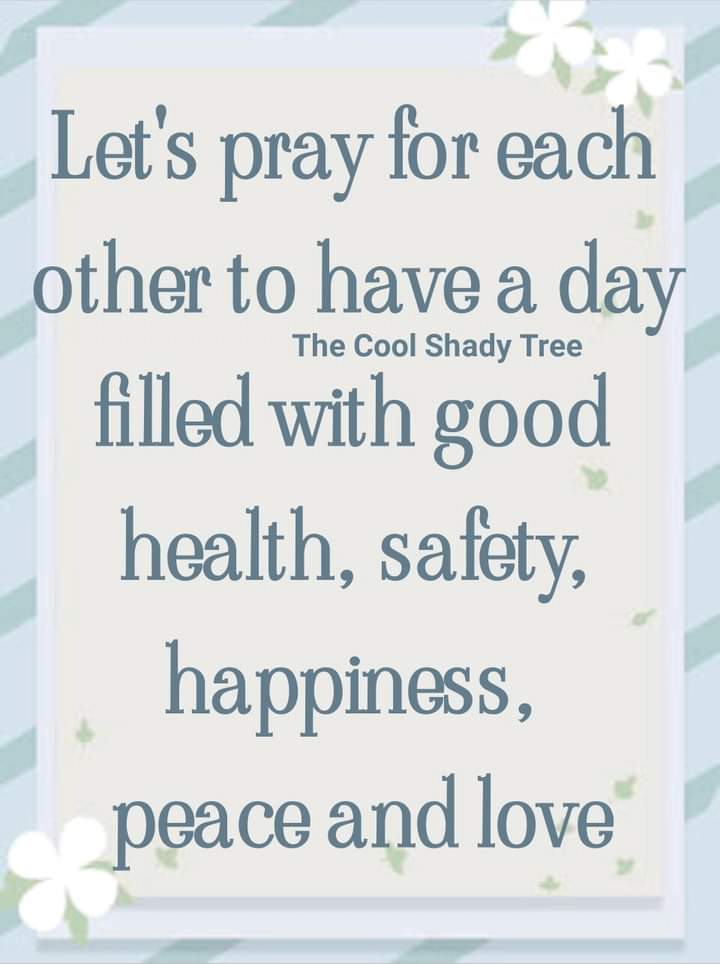 Let's pray for each
other to have a day
The Cool Shady Tree
filled with good
health, safety,
happiness,
peace and love